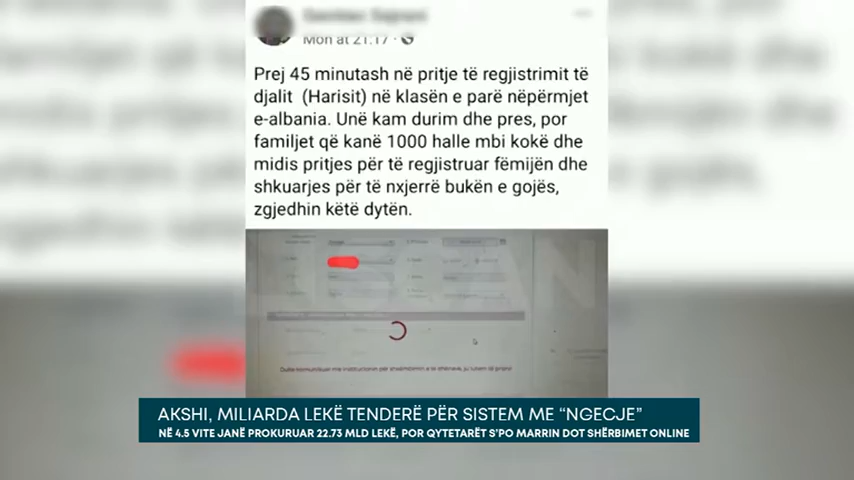 Mon at 21:17
Prej 45 minutash në pritje të regjistrimit të
djalit (Harisit) në klasën e parë nëpërmjet
e-albania. Unë kam durim dhe pres, por
familjet që kanë 1000 halle mbi kokë dhe
midis pritjes për të regjistruar fëmijën dhe
shkuarjes për të nxjerrë bukën e gojës,
zgjedhin këtë dytën.
AKSHI, MILIARDA LEKË TENDERË PËR SISTEM ME “NGECJE”
NË 4.5 VITE JANË PROKURUAR 22.73 MLD LEKË, POR QYTETARËT S’PO MARRIN DOT SHËRBIMET ONLINE